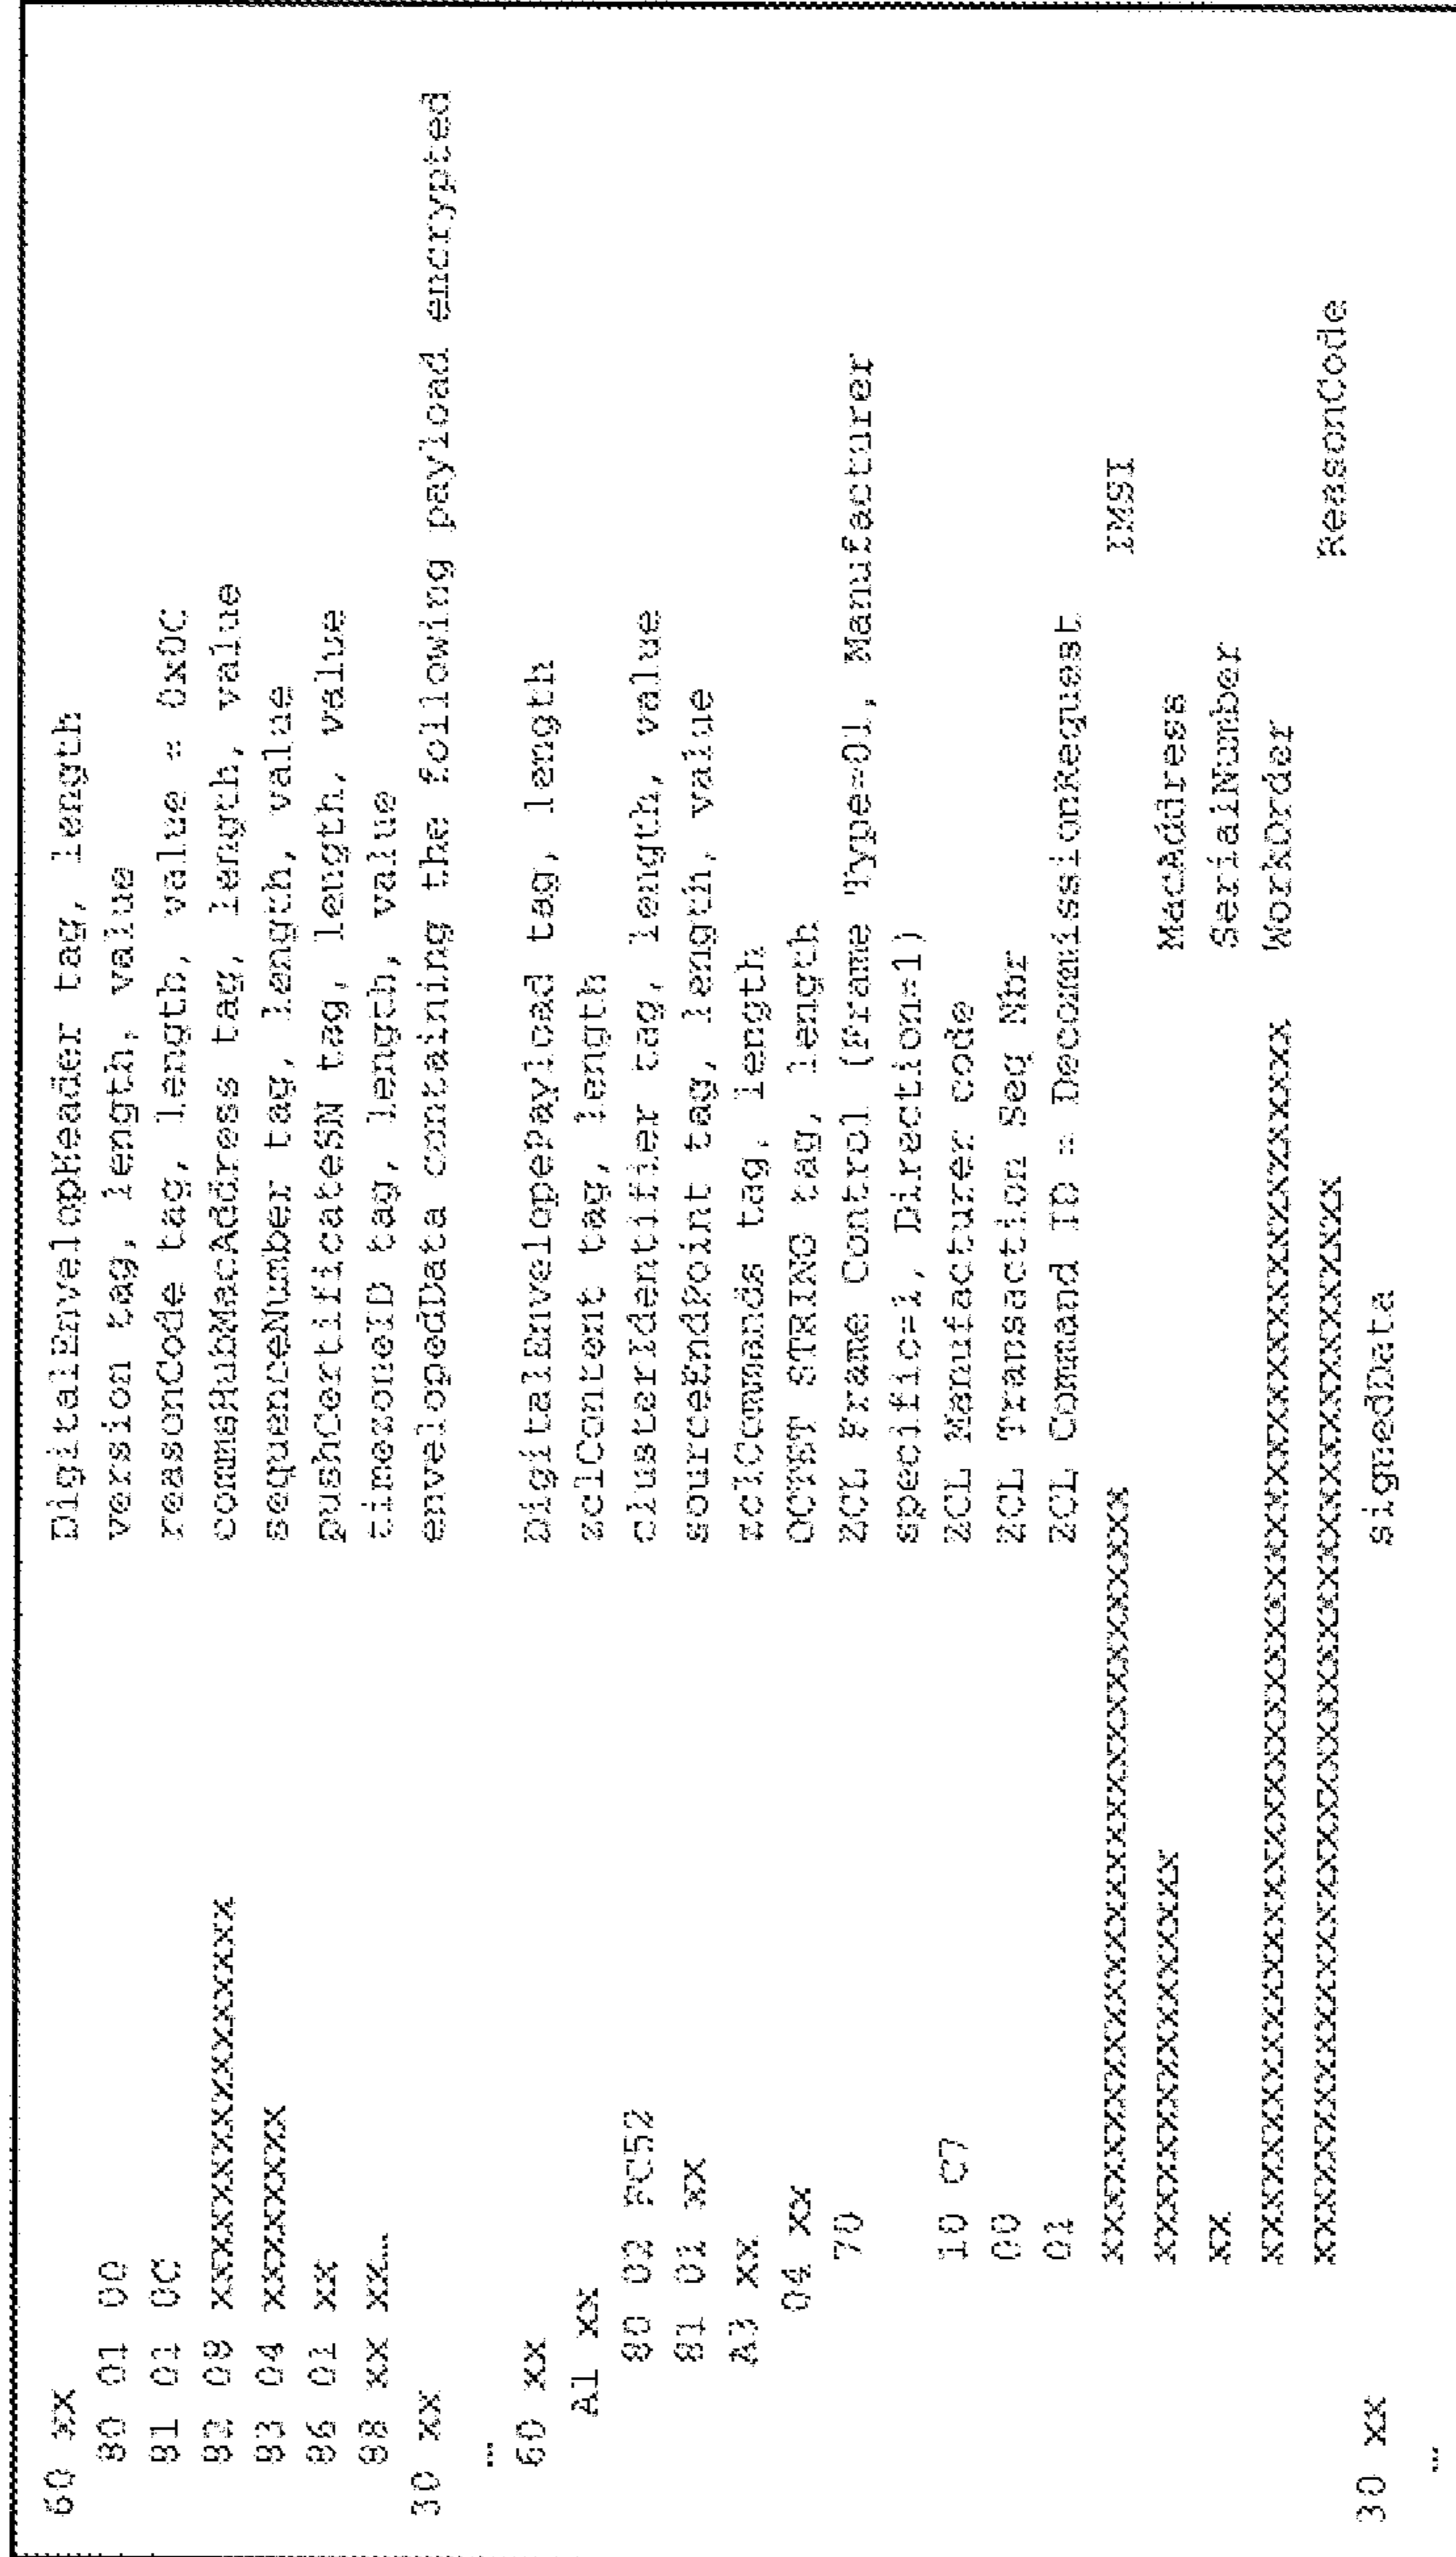 60 xx DigitalEnvelopHeader tag, length
80 01 00 version tag, length, value
81 01 0C reasonCode tag, length, value = 0x0C
82 08 xxxxxxxxxxxxxxxx commsHubMacAddress tag, length, value
83 04 xxxxxxxx sequenceNumber tag, length, value
86 01 xx pushCertificateSN tag, length, value
88 xx xx… timezoneID tag, length, value
30 xx envelopedData containing the following payload encrypted
…
60 xx DigitalEnvelopePayload tag, length
A1 xx zclContent tag, length
80 02 FC52 clusterIdentifier tag, length, value
81 01 xx sourceEndPoint tag, length, value
A3 xx zclCommands tag, length
04 xx OCTET STRING tag, length
70 ZCL Frame Control (Frame Type=01, Manufacturer
specific=1, Direction=1)
10 C7 ZCL Manufacturer code
00 ZCL Transaction Seq Nbr
01 ZCL Command ID = DecommissionRequest
xxxxxxxxxxxxxxxxxxxxxxxxxxxxxx IMSI
xxxxxxxxxxxxxxxx MacAddress
xx SerialNumber
xxxxxxxxxxxxxxxxxxxxxxxxxxxxxxxxxxxxxxxxxxxxxxxx WorkOrder
xxxxxxxxxxxxxxxxxxxxxxxxxxxxxxxxxxxxxxxxxx ReasonCode
30 xx signedData
…